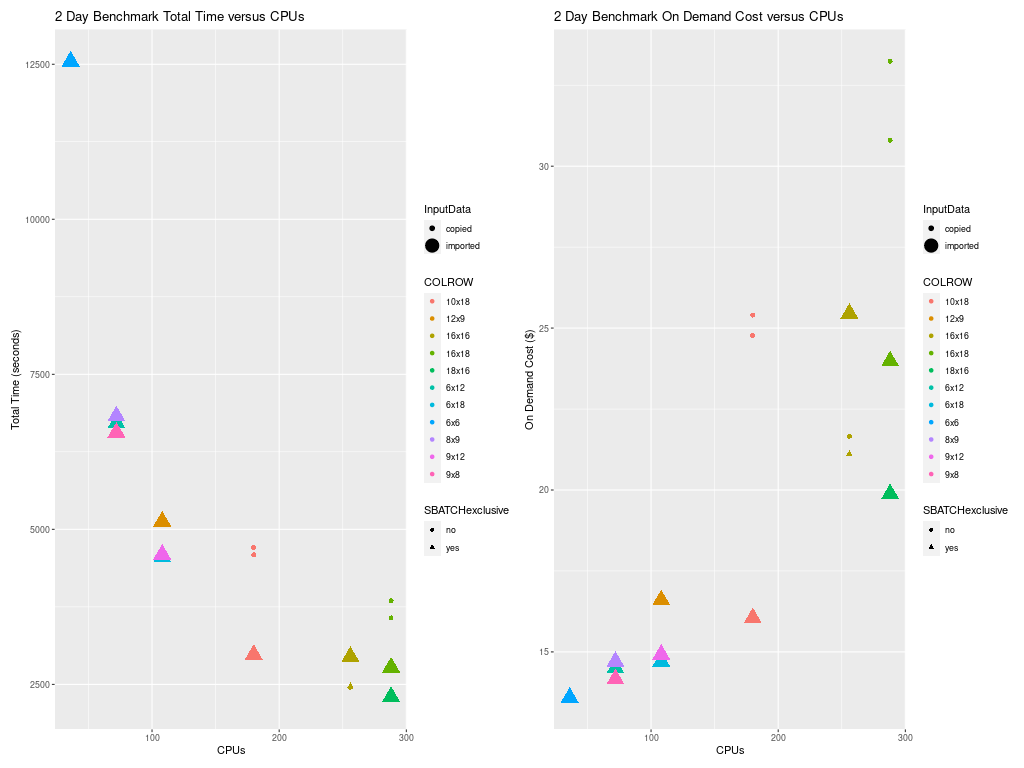 2 Day Benchmark Total Time versus CPUs
Total Time (seconds)
12500
10000
7500
5000
2500
100
200
300
CPUs
InputData
copied
imported
COLROW
10x18
12x9
16x16
16x18
18x16
6x12
6x18
6x6
8x9
9x12
9x8
SBATCHexclusive
no
yes
2 Day Benchmark On Demand Cost versus CPUs
On Demand Cost ($)
30
25
20
15
100
200
300
CPUs
InputData
copied
imported
COLROW
10x18
12x9
16x16
16x18
18x16
6x12
6x18
6x6
8x9
9x12
9x8
SBATCHexclusive
no
yes